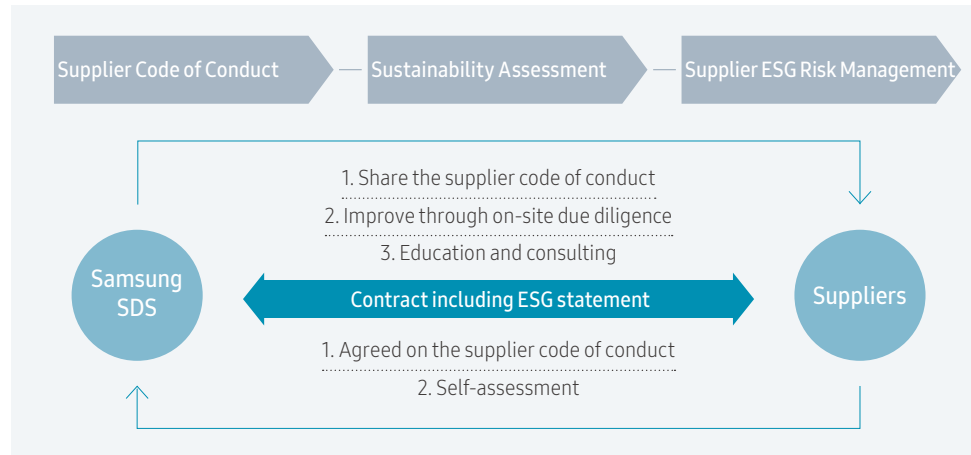 Supplier Code of Conduct
Sustainability Assessment
Supplier ESG Risk Management
1. Share the supplier code of conduct
2. Improve through on-site due diligence
3. Education and consulting
Samsung
SDS
Contract including ESG statement
Suppliers
1. Agreed on the supplier code of conduct
2. Self-assessment